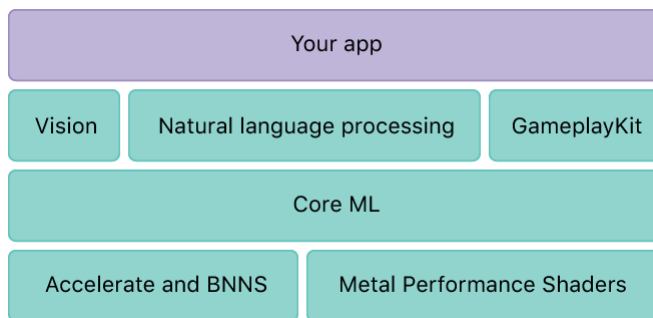 Your app
Vision
Natural language processing
GameplayKit
Core ML
Accelerate and BNNS
Metal Performance Shaders